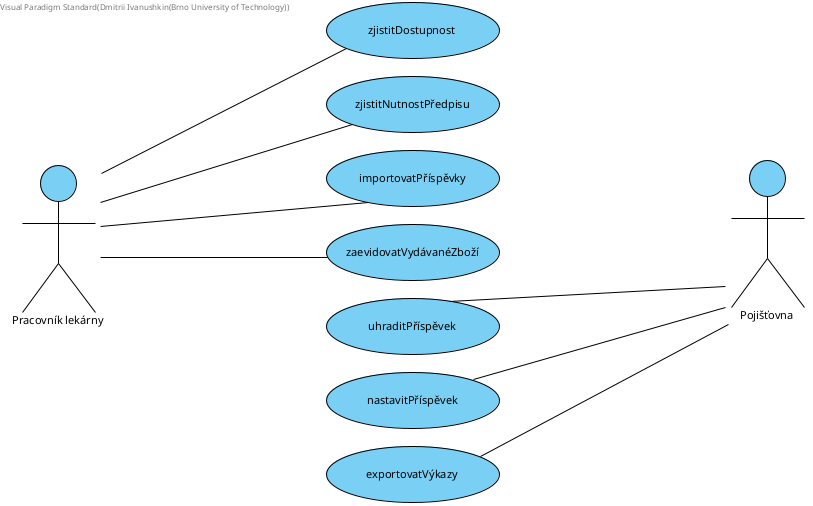 Visual Paradigm Standard(Dmitrii Ivanushkin(Brno University of Technology))
zjistitDostupnost
zjistitNutnostPředpisu
importovatPříspěvky
zaevidovatVydávanéZboží
uhraditPříspěvek
nastavitPříspěvek
exportovatVýkazy
Pracovník lekárny
Pojišťovna